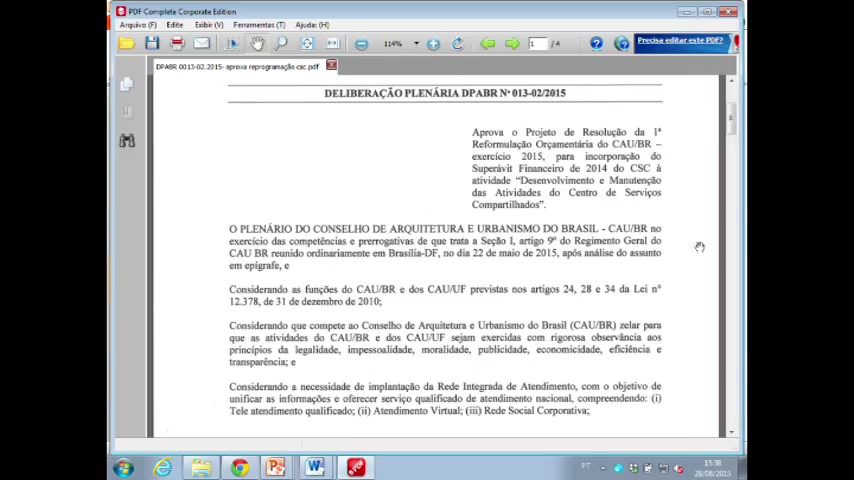 PDF Complete Corporate Edition
Arquivo (F) Edite Exibir (V) Ferramentas (T) Ajuda: (H)
114% 1 / 4 Precisa editar este PDF?
DPABR 0013-02.2015- aprova reprogramação csc.pdf
DELIBERAÇÃO PLENÁRIA DPABR Nº 013-02/2015
Aprova o Projeto de Resolução da 1ª
Reformulação Orçamentária do CAU/BR –
exercício 2015, para incorporação do
Superávit Financeiro de 2014 do CSC à
atividade "Desenvolvimento e Manutenção
das Atividades do Centro de Serviços
Compartilhados".
O PLENÁRIO DO CONSELHO DE ARQUITETURA E URBANISMO DO BRASIL - CAU/BR no
exercício das competências e prerrogativas de que trata a Seção I, artigo 9º do Regimento Geral do
CAU BR reunido ordinariamente em Brasília-DF, no dia 22 de maio de 2015, após análise do assunto
em epígrafe, e
Considerando as funções do CAU/BR e dos CAU/UF previstas nos artigos 24, 28 e 34 da Lei nº
12.378, de 31 de dezembro de 2010;
Considerando que compete ao Conselho de Arquitetura e Urbanismo do Brasil (CAU/BR) zelar para
que as atividades do CAU/BR e dos CAU/UF sejam exercidas com rigorosa observância aos
princípios da legalidade, impessoalidade, moralidade, publicidade, economicidade, eficiência e
transparência; e
Considerando a necessidade de implantação da Rede Integrada de Atendimento, com o objetivo de
unificar as informações e oferecer serviço qualificado de atendimento nacional, compreendendo: (i)
Tele atendimento qualificado; (ii) Atendimento Virtual; (iii) Rede Social Corporativa;
PT 15:38
28/08/2015